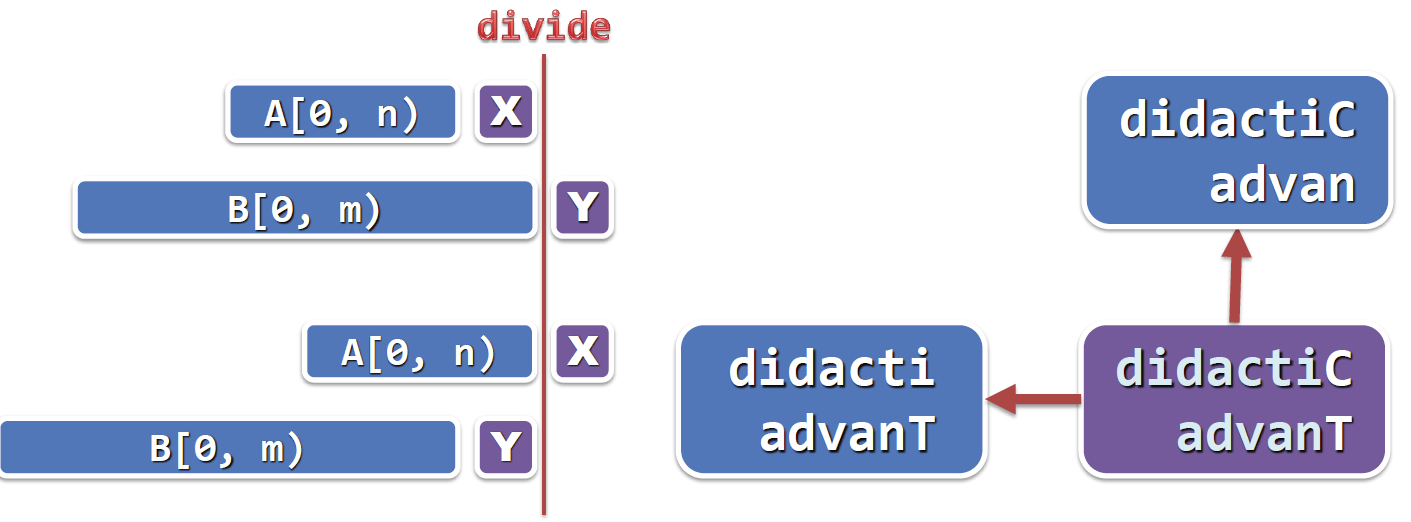 divide
A[0, n) X
B[0, m) Y
A[0, n) X
B[0, m) Y
didactiC
advan
didacti
advanT
didactiC
advanT